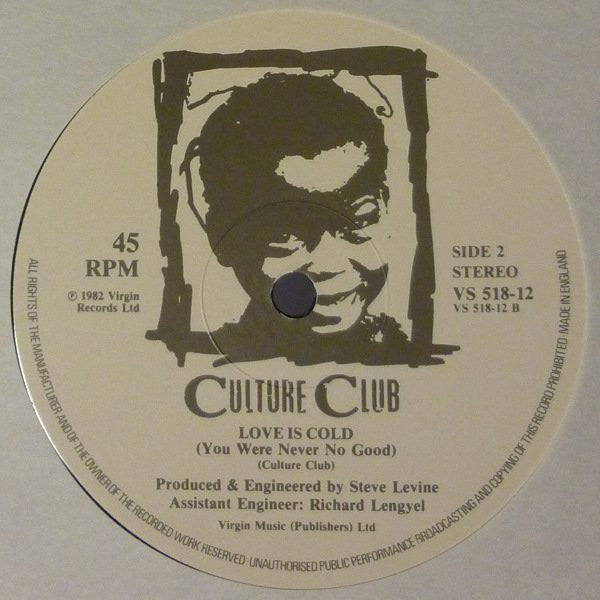 45
RPM
℗ 1982 Virgin
Records Ltd
SIDE 2
STEREO
VS 518-12
VS 518-12 B
CULTURE CLUB
LOVE IS COLD
(You Were Never No Good)
(Culture Club)
Produced & Engineered by Steve Levine
Assistant Engineer: Richard Lengyel
Virgin Music (Publishers) Ltd
ALL RIGHTS OF THE MANUFACTURER AND OF THE OWNER OF THE RECORDED WORK RESERVED · UNAUTHORISED PUBLIC PERFORMANCE BROADCASTING AND COPYING OF THIS RECORD PROHIBITED · MADE IN ENGLAND